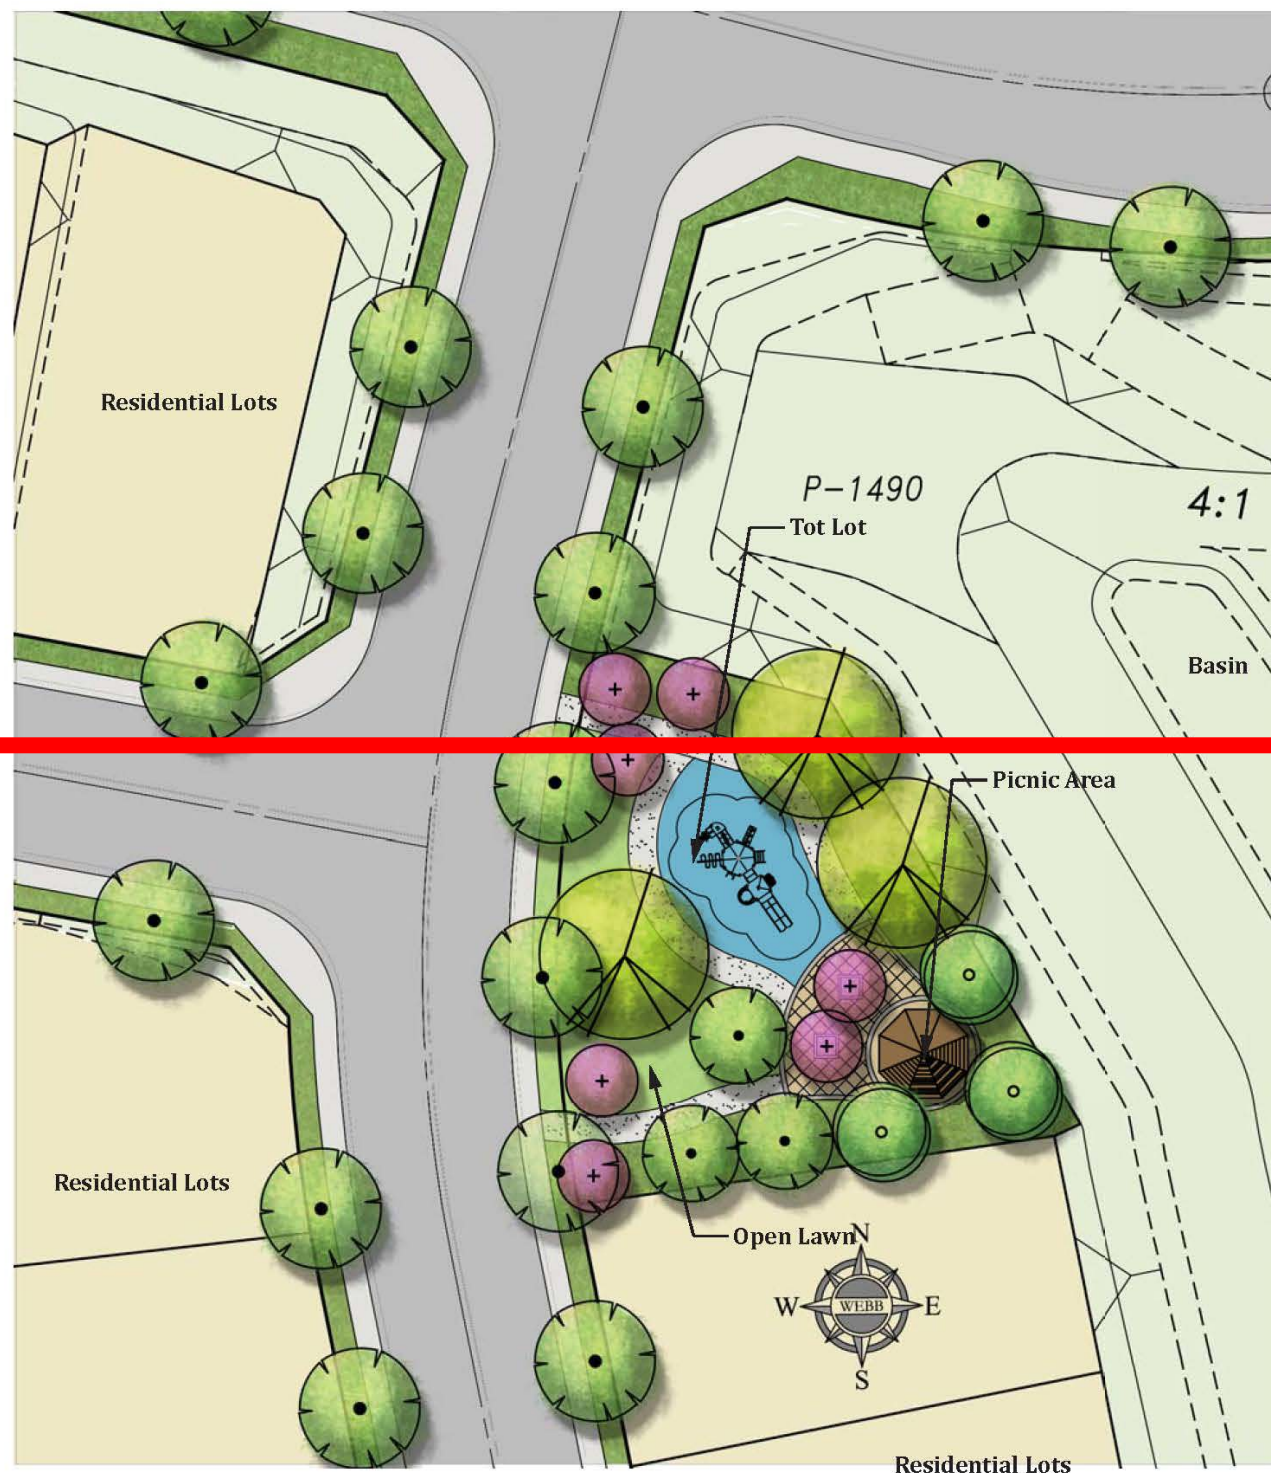 Residential Lots
P-1490
4:1
Tot Lot
Basin
Picnic Area
Residential Lots
Open Lawn
N
W
WEBB
E
S
Residential Lots